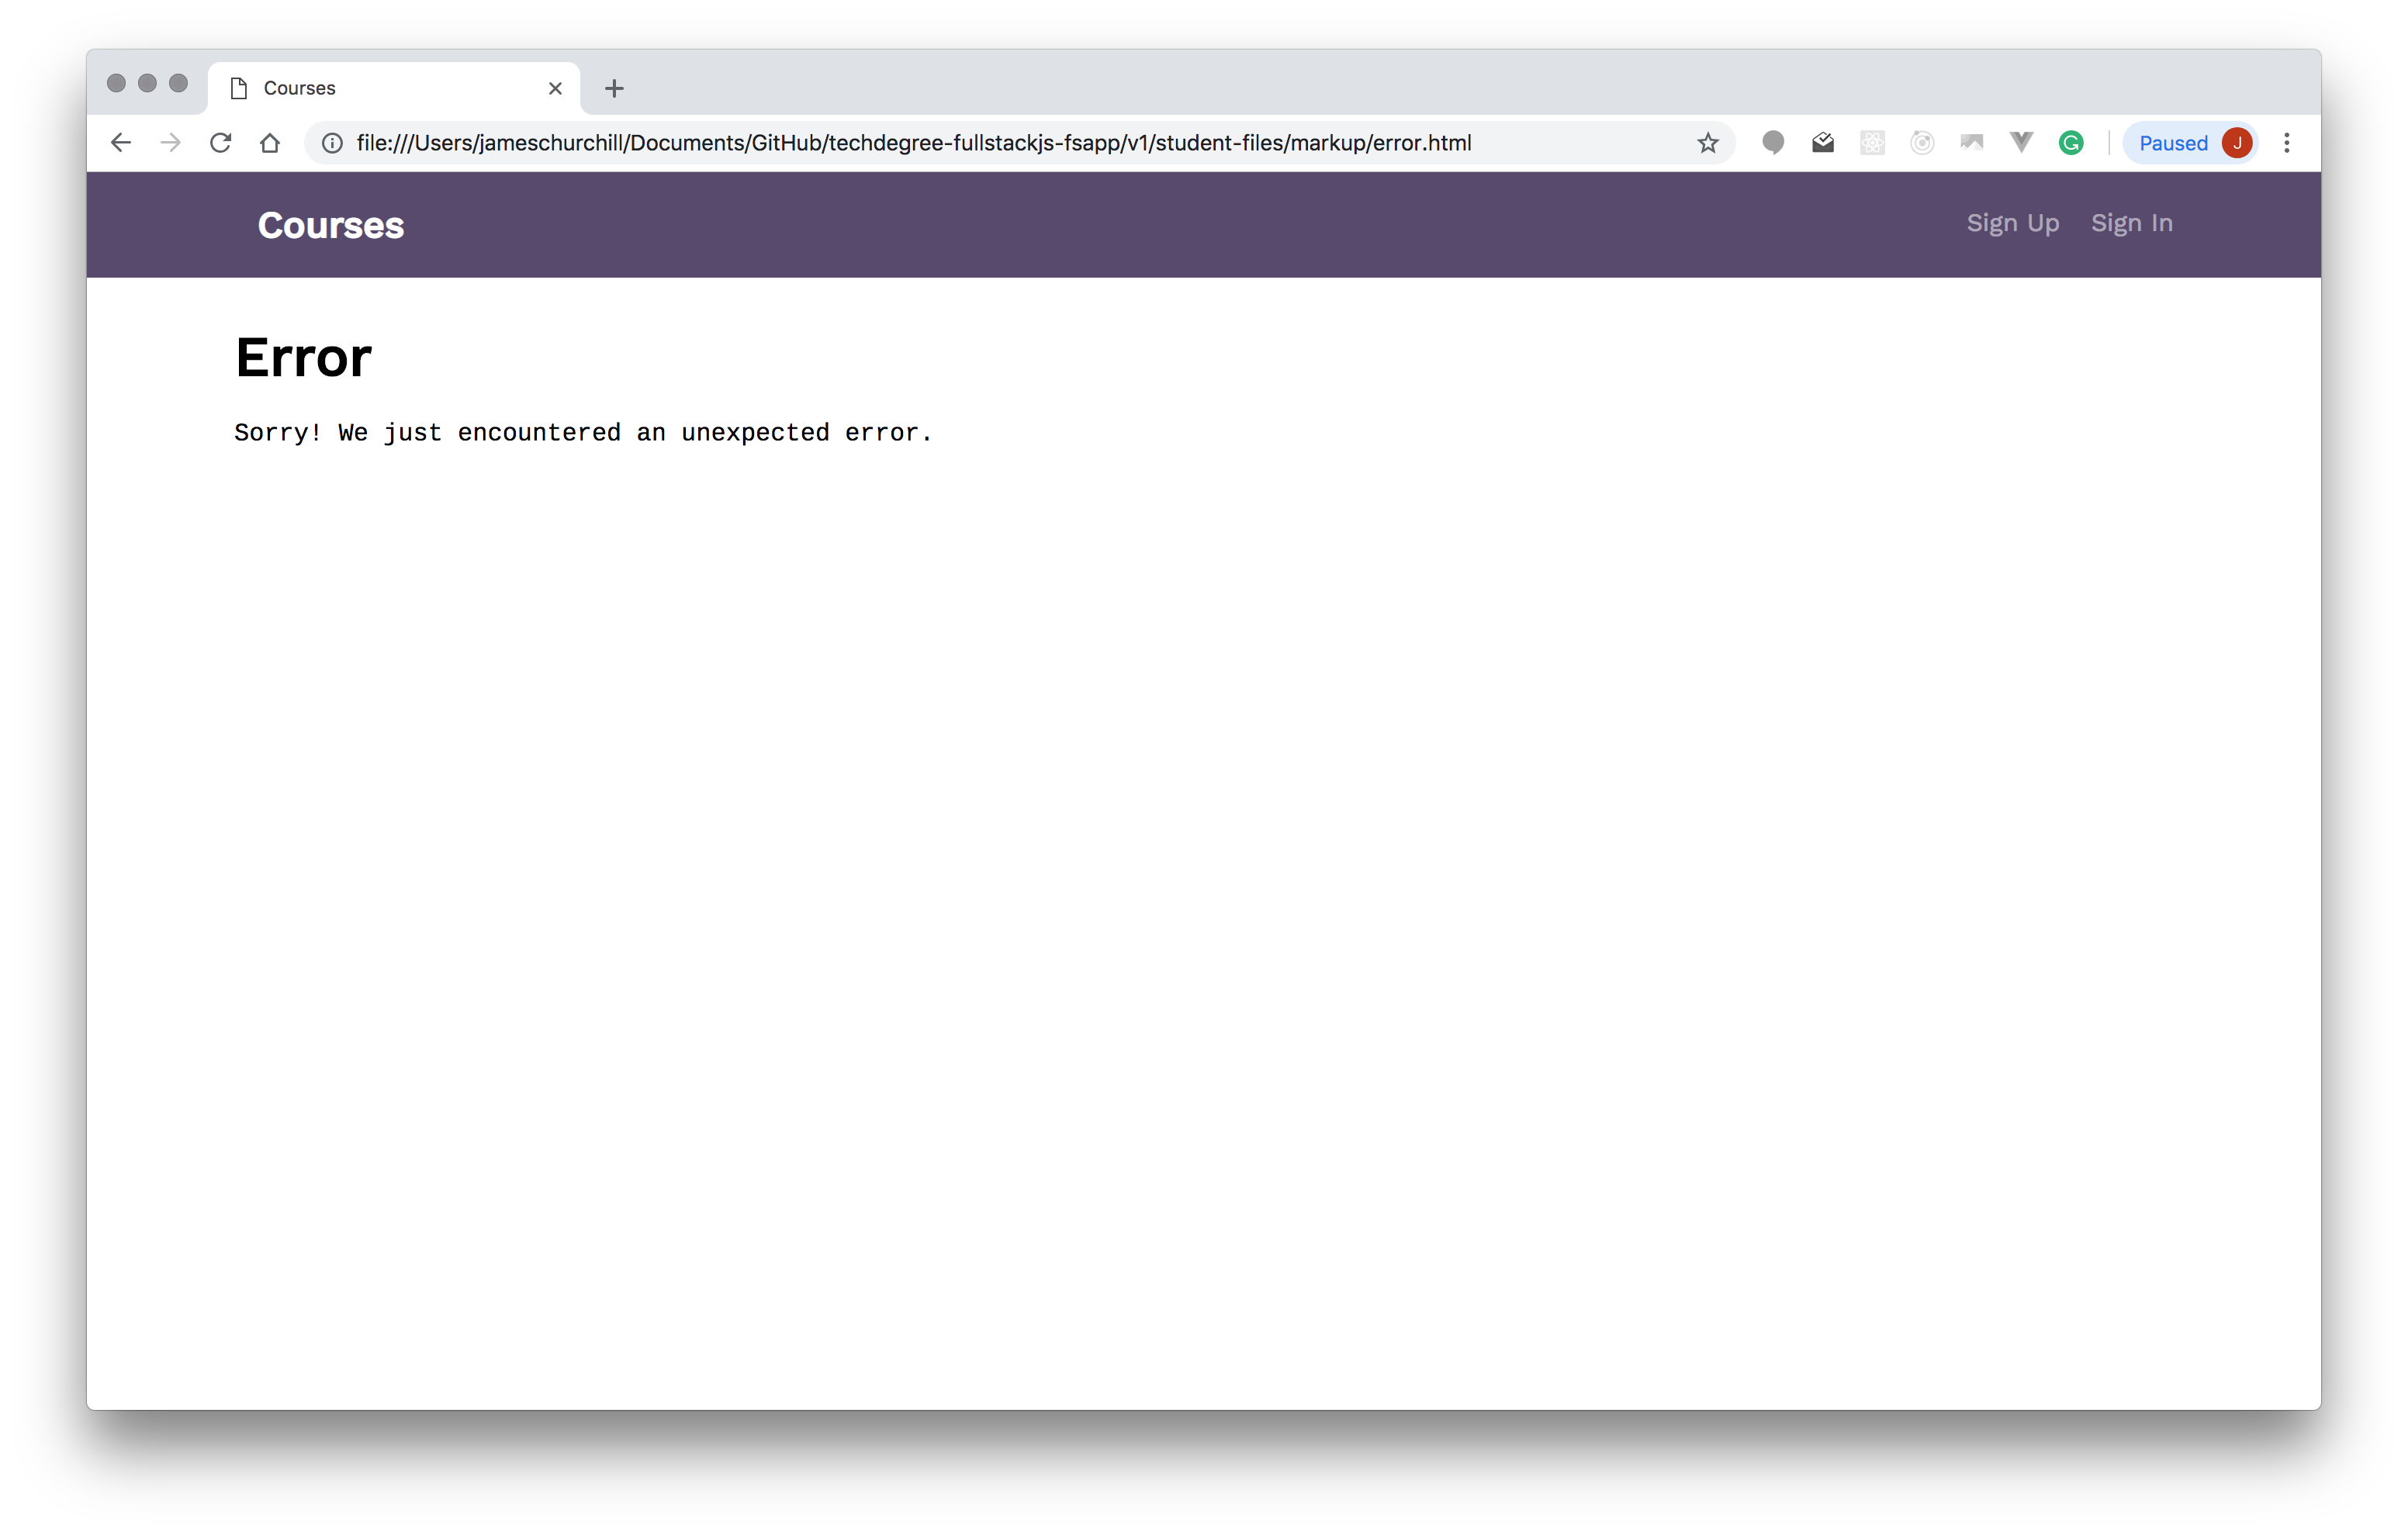 Courses
file:///Users/jameschurchill/Documents/GitHub/techdegree-fullstackjs-fsapp/v1/student-files/markup/error.html
Paused J
Courses
Sign Up Sign In
Error
Sorry! We just encountered an unexpected error.